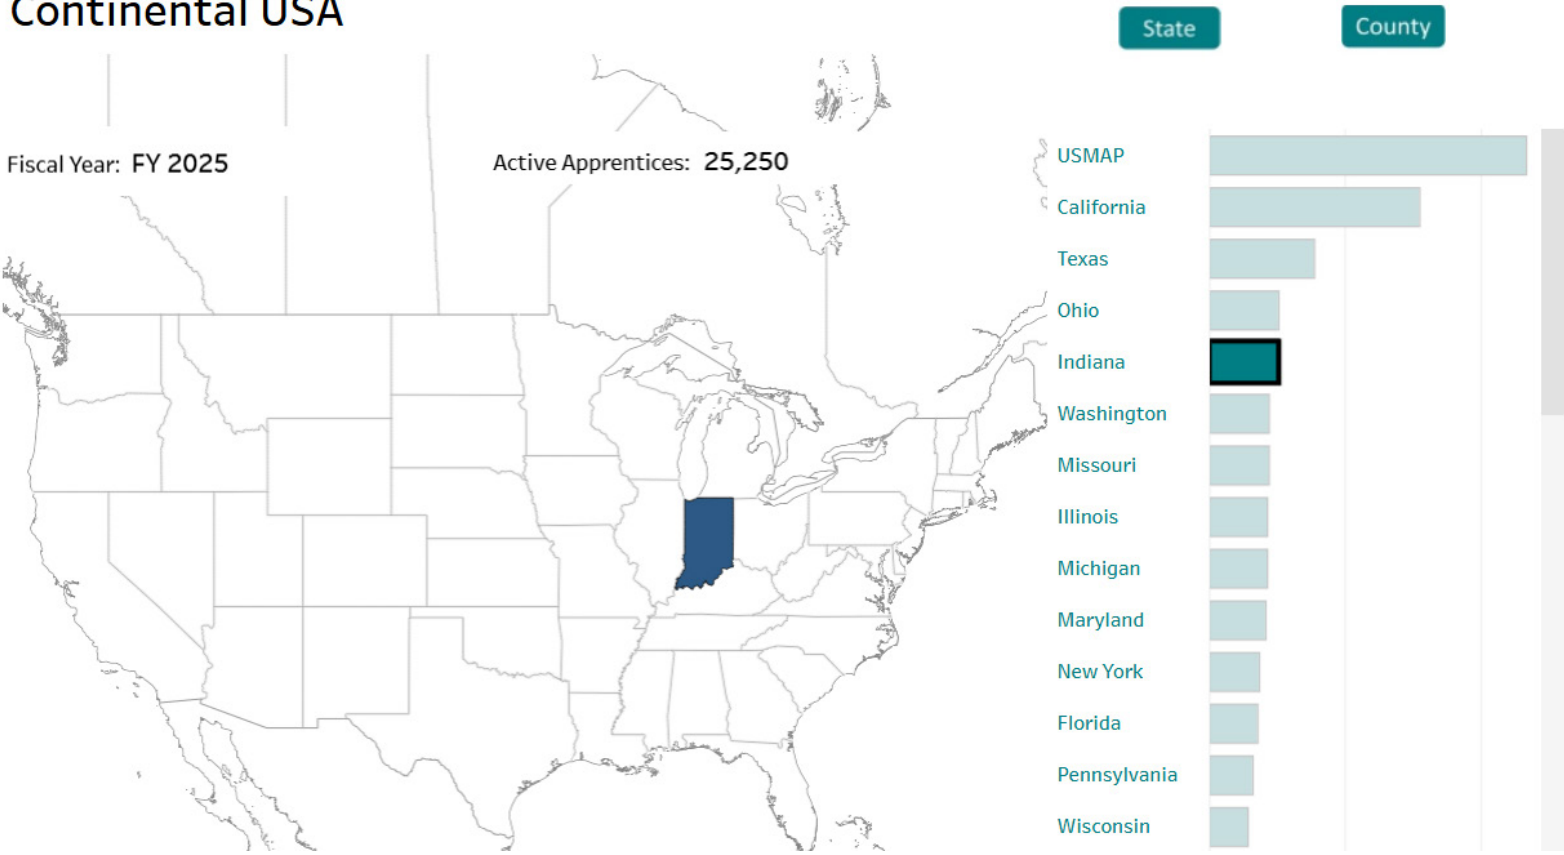 Continental USA
State
County
Fiscal Year: FY 2025
Active Apprentices: 25,250
USMAP
California
Texas
Ohio
Indiana
Washington
Missouri
Illinois
Michigan
Maryland
New York
Florida
Pennsylvania
Wisconsin